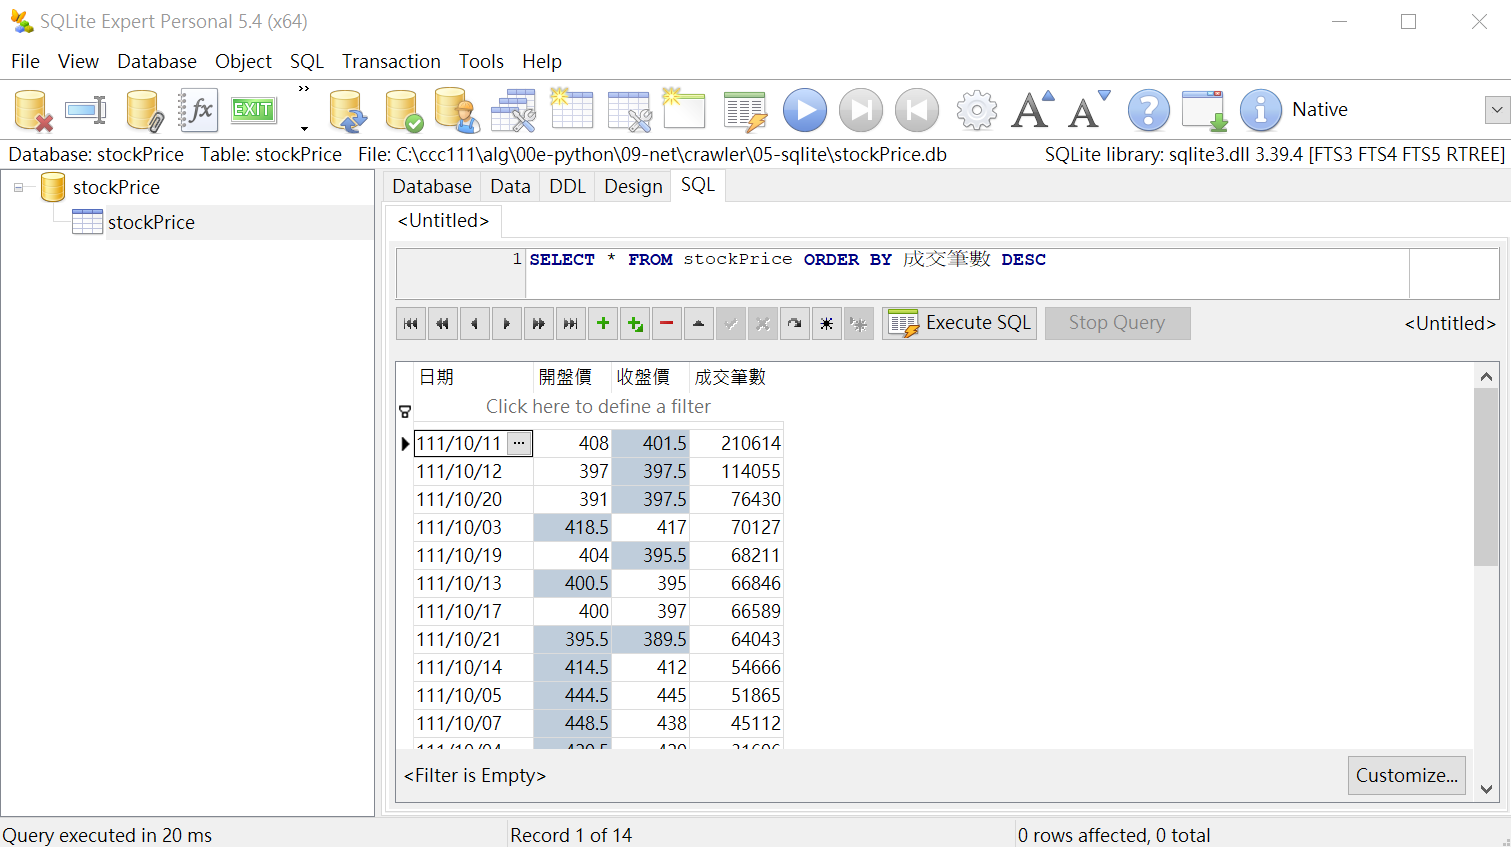 SQLite Expert Personal 5.4 (x64)
File View Database Object SQL Transaction Tools Help
fx EXIT A A ? i Native
Database: stockPrice Table: stockPrice File: C:\ccc111\alg\00e-python\09-net\crawler\05-sqlite\stockPrice.db SQLite library: sqlite3.dll 3.39.4 [FTS3 FTS4 FTS5 RTREE]
stockPrice
stockPrice
Database Data DDL Design SQL
<Untitled>
1 SELECT * FROM stockPrice ORDER BY 成交筆數 DESC
Execute SQL Stop Query <Untitled>
日期 開盤價 收盤價 成交筆數
Click here to define a filter
111/10/11 ... 408 401.5 210614
111/10/12 397 397.5 114055
111/10/20 391 397.5 76430
111/10/03 418.5 417 70127
111/10/19 404 395.5 68211
111/10/13 400.5 395 66846
111/10/17 400 397 66589
111/10/21 395.5 389.5 64043
111/10/14 414.5 412 54666
111/10/05 444.5 445 51865
111/10/07 448.5 438 45112
<Filter is Empty> Customize...
Query executed in 20 ms Record 1 of 14 0 rows affected, 0 total